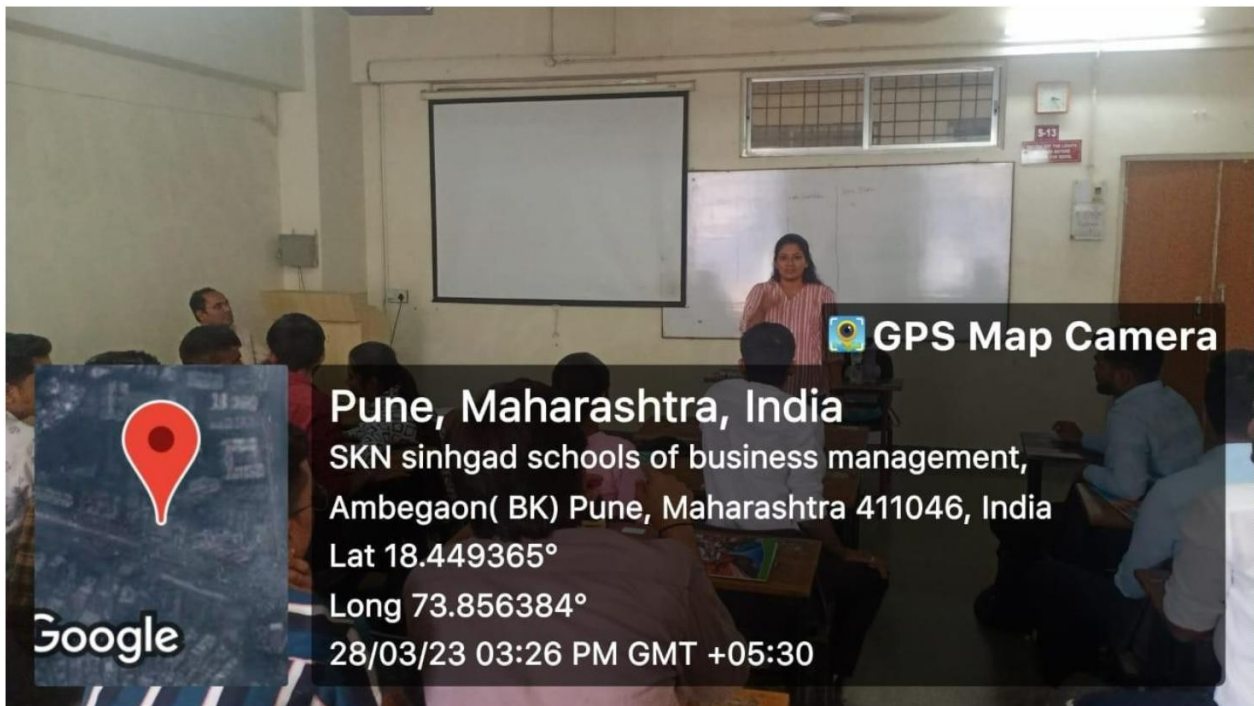 S-13
GPS Map Camera
Pune, Maharashtra, India
SKN sinhgad schools of business management,
Ambegaon( BK) Pune, Maharashtra 411046, India
Lat 18.449365°
Long 73.856384°
28/03/23 03:26 PM GMT +05:30
Google